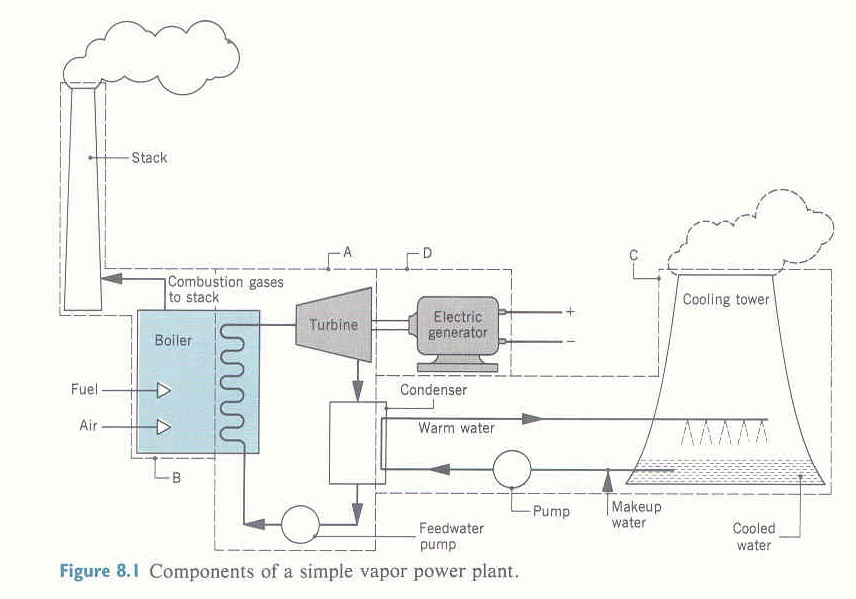 Stack
A
D
C
Combustion gases
to stack
Cooling tower
Boiler
Turbine
Electric
generator
+
−
Fuel
Air
Condenser
Warm water
B
Pump
Makeup
water
Feedwater
pump
Cooled
water
Figure 8.1 Components of a simple vapor power plant.